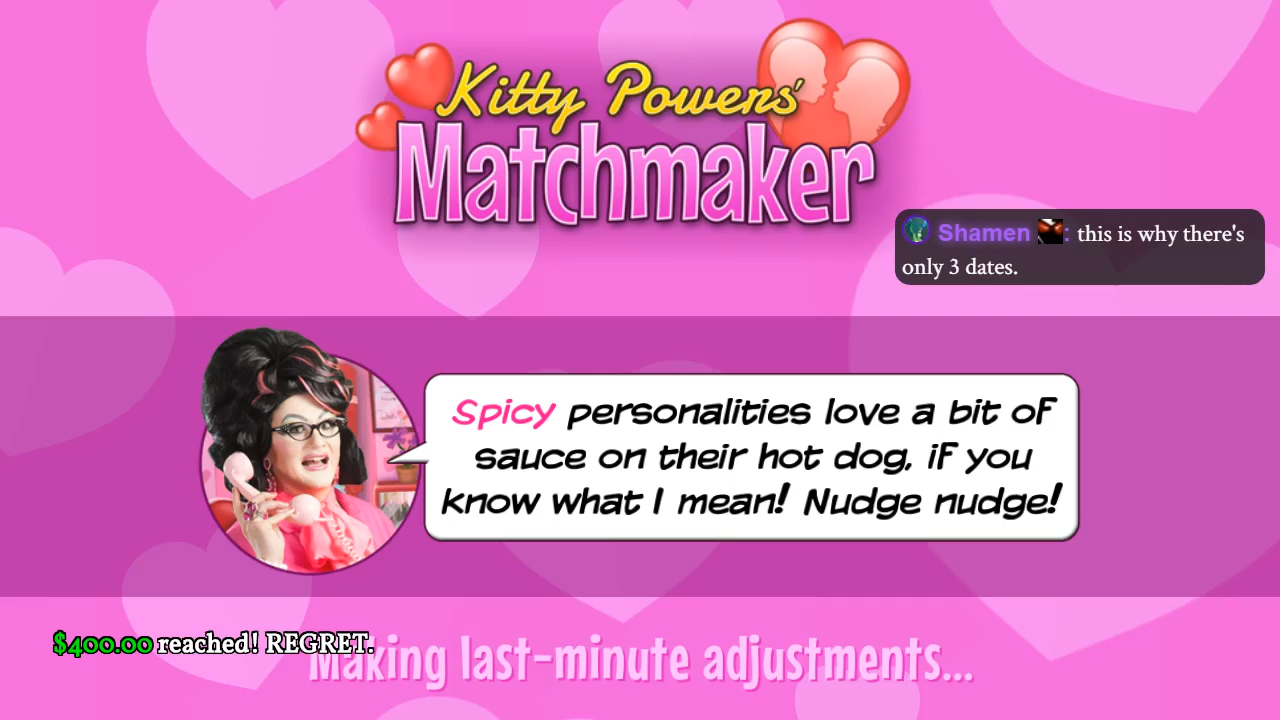 Kitty Powers'
Matchmaker
Shamen : this is why there's
only 3 dates.
Spicy personalities love a bit of
sauce on their hot dog, if you
know what I mean! Nudge nudge!
$400.00 reached! REGRET.
Making last-minute adjustments...